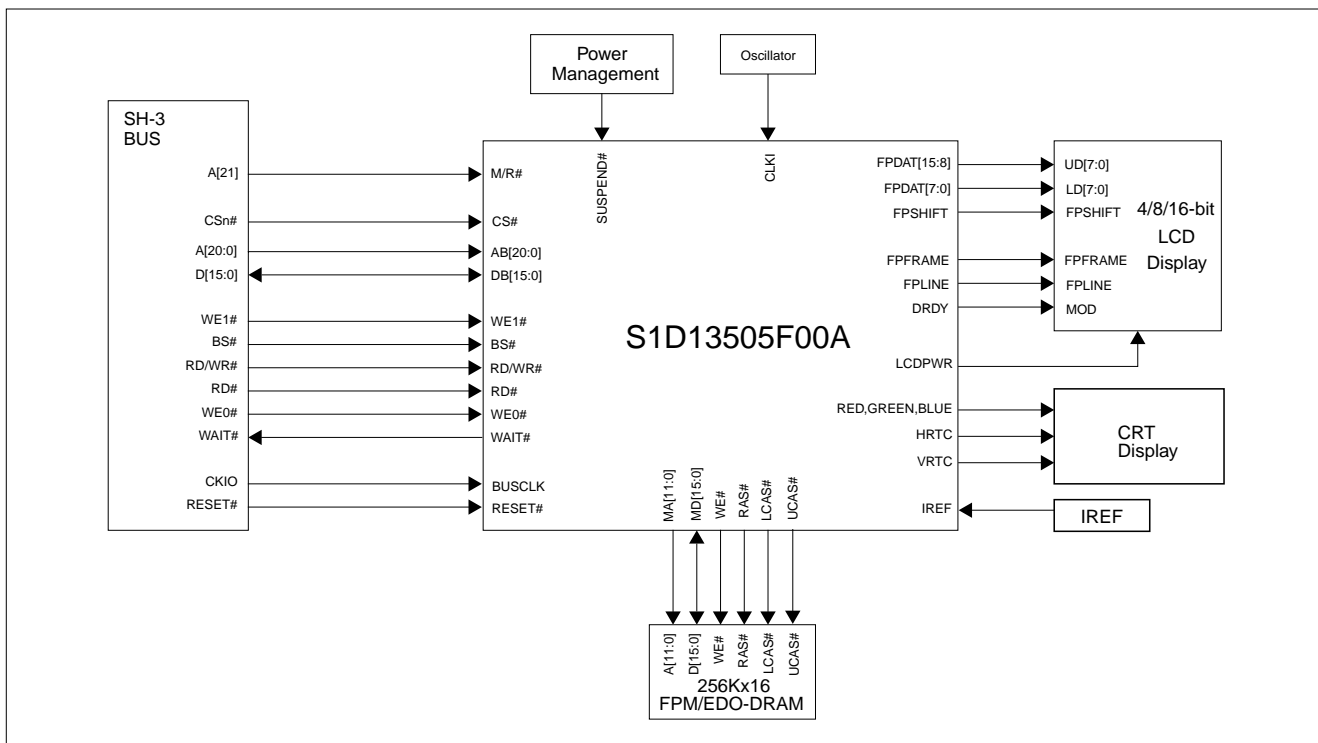 Power
Management
Oscillator
SH-3
BUS
A[21]
CSn#
A[20:0]
D[15:0]
WE1#
BS#
RD/WR#
RD#
WE0#
WAIT#
CKIO
RESET#
M/R#
CS#
AB[20:0]
DB[15:0]
WE1#
BS#
RD/WR#
RD#
WE0#
WAIT#
BUSCLK
RESET#
SUSPEND#
CLKI
S1D13505F00A
FPDAT[15:8]
FPDAT[7:0]
FPSHIFT
FPFRAME
FPLINE
DRDY
LCDPWR
RED,GREEN,BLUE
HRTC
VRTC
IREF
UD[7:0]
LD[7:0]
FPSHIFT
FPFRAME
FPLINE
MOD
4/8/16-bit
LCD
Display
CRT
Display
IREF
MA[11:0]
MD[15:0]
WE#
RAS#
LCAS#
UCAS#
A[11:0]
D[15:0]
WE#
RAS#
LCAS#
UCAS#
256Kx16
FPM/EDO-DRAM